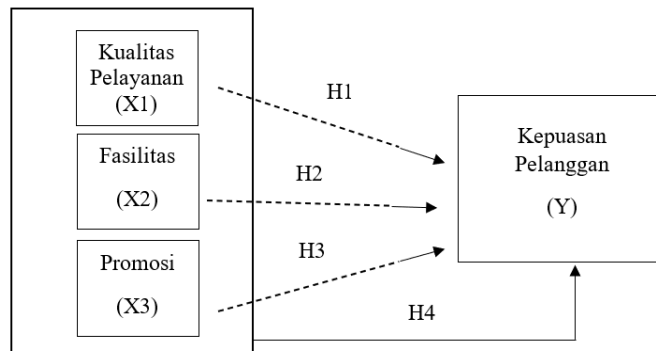 Kualitas
Pelayanan
(X1)
H1
Fasilitas
(X2)
H2
Promosi
(X3)
H3
H4
Kepuasan
Pelanggan
(Y)